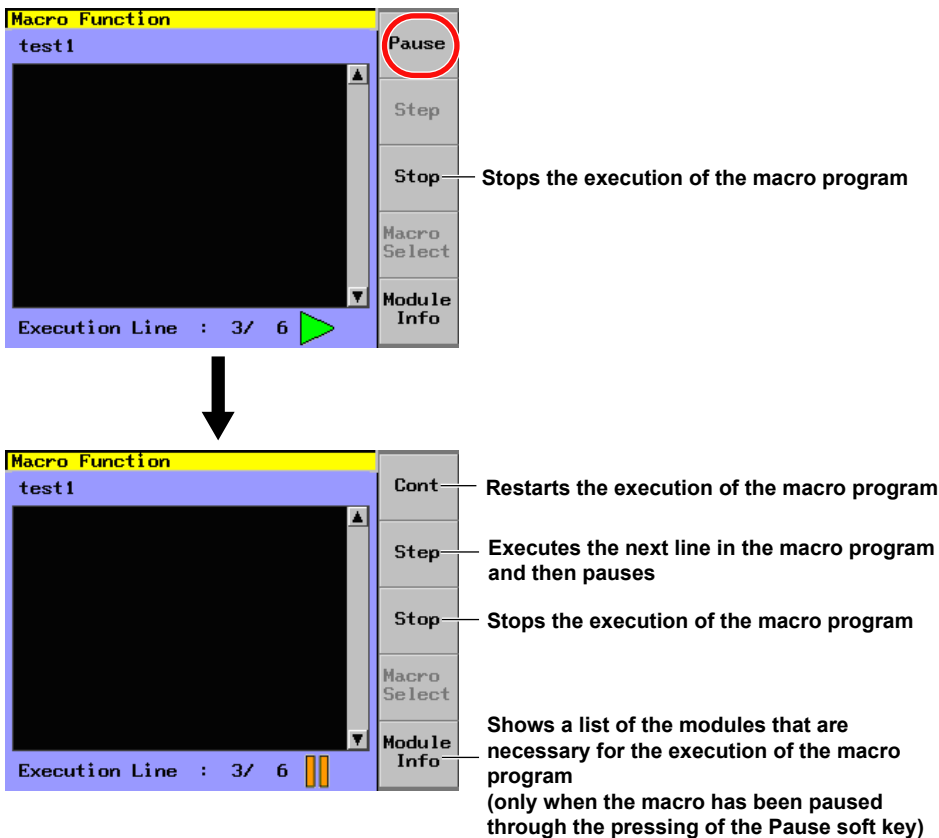 Macro Function
test1
Pause
Step
Stop
Stops the execution of the macro program
Macro
Select
Module
Info
Execution Line : 3/ 6
Macro Function
test1
Cont
Restarts the execution of the macro program
Step
Executes the next line in the macro program
and then pauses
Stop
Stops the execution of the macro program
Macro
Select
Module
Info
Shows a list of the modules that are
necessary for the execution of the macro
program
(only when the macro has been paused
through the pressing of the Pause soft key)
Execution Line : 3/ 6